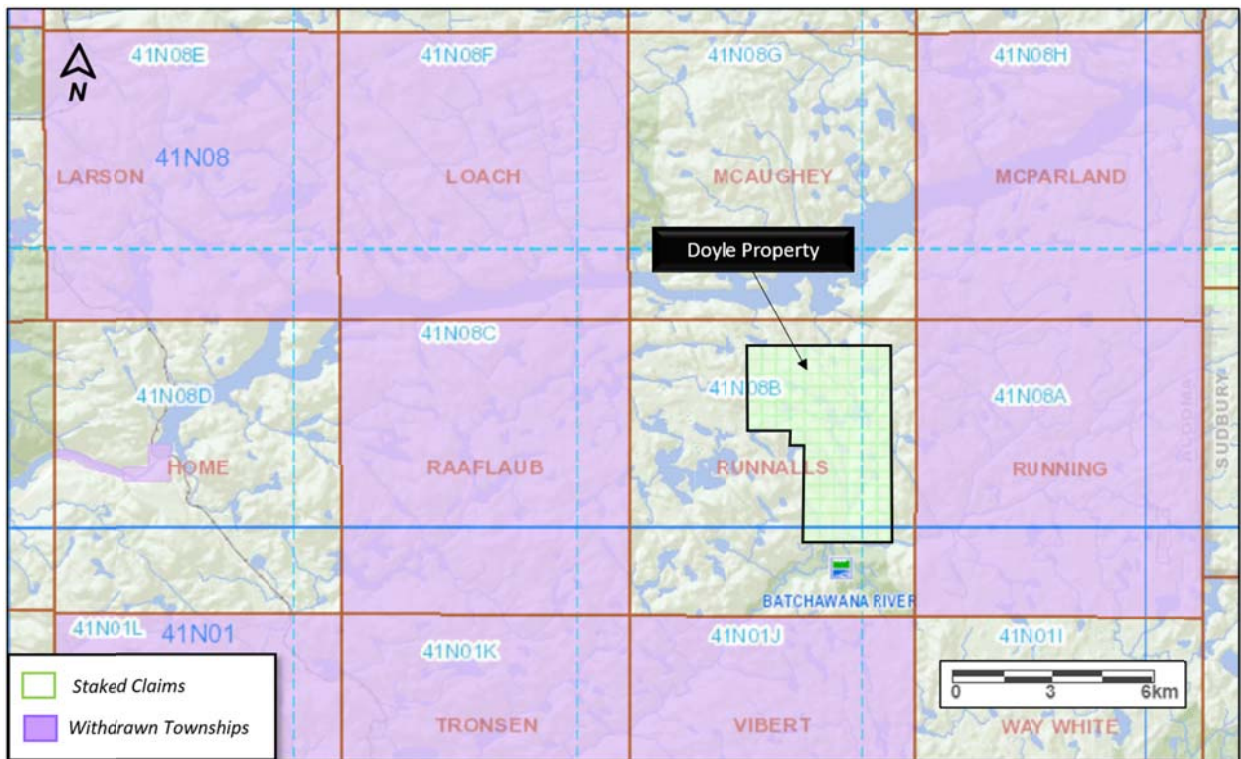 41N08E
41N08F
41N08G
41N08H
N
41N08
LARSON
LOACH
MCAUGHEY
MCPARLAND
Doyle Property
41N08C
41N08D
41N08B
41N08A
ALGOMA
SUDBURY
HOME
RAAFLAUB
RUNNALLS
RUNNING
BATCHAWANA RIVER
41N01L
41N01
41N01K
41N01J
41N01I
Staked Claims
Withdrawn Townships
0
3
6km
TRONSEN
VIBERT
WAY WHITE